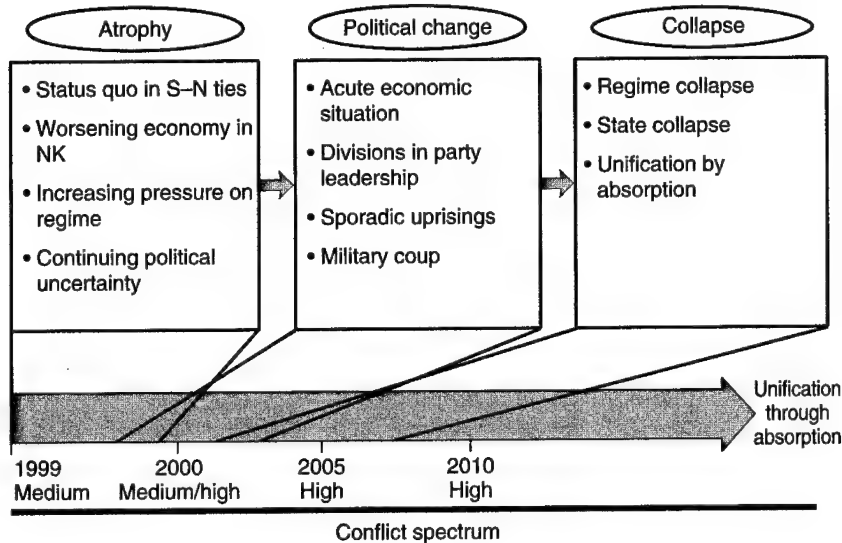 Atrophy
• Status quo in S–N ties
• Worsening economy in
NK
• Increasing pressure on
regime
• Continuing political
uncertainty
Political change
• Acute economic
situation
• Divisions in party
leadership
• Sporadic uprisings
• Military coup
Collapse
• Regime collapse
• State collapse
• Unification by
absorption
Unification
through
absorption
1999
Medium
2000
Medium/high
2005
High
2010
High
Conflict spectrum